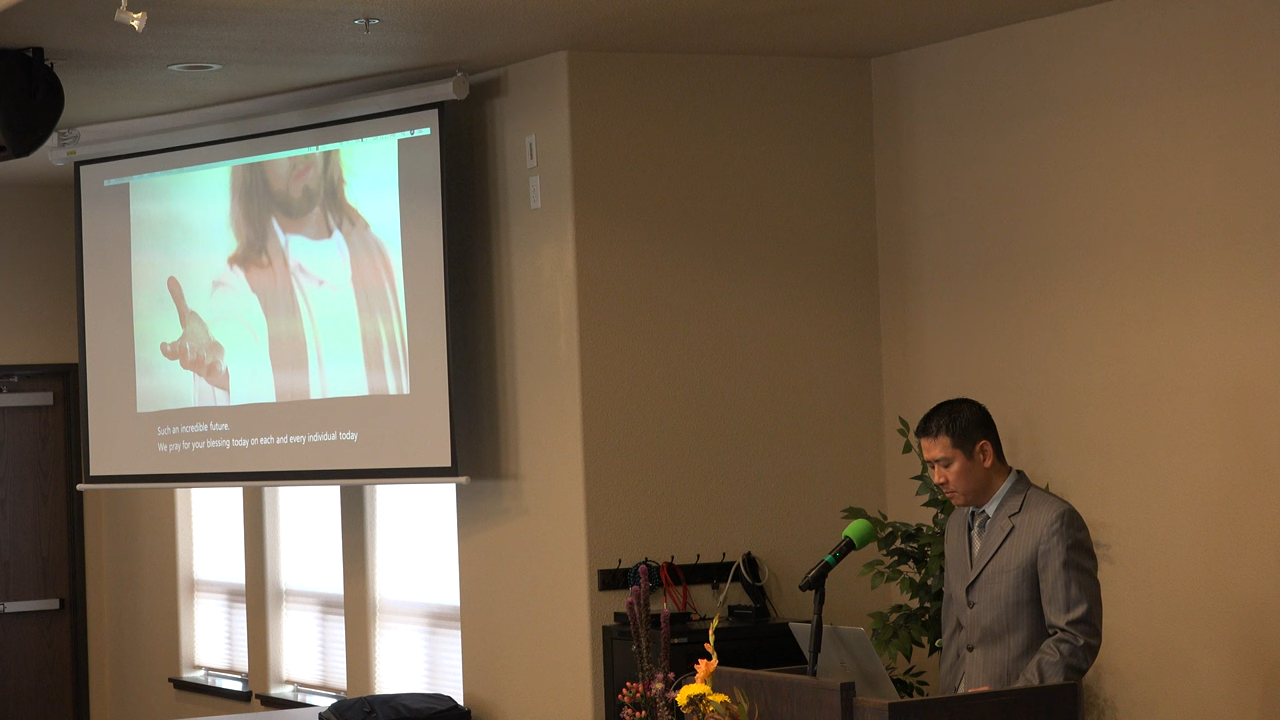 Such an incredible future.
We pray for your blessing today on each and every individual today